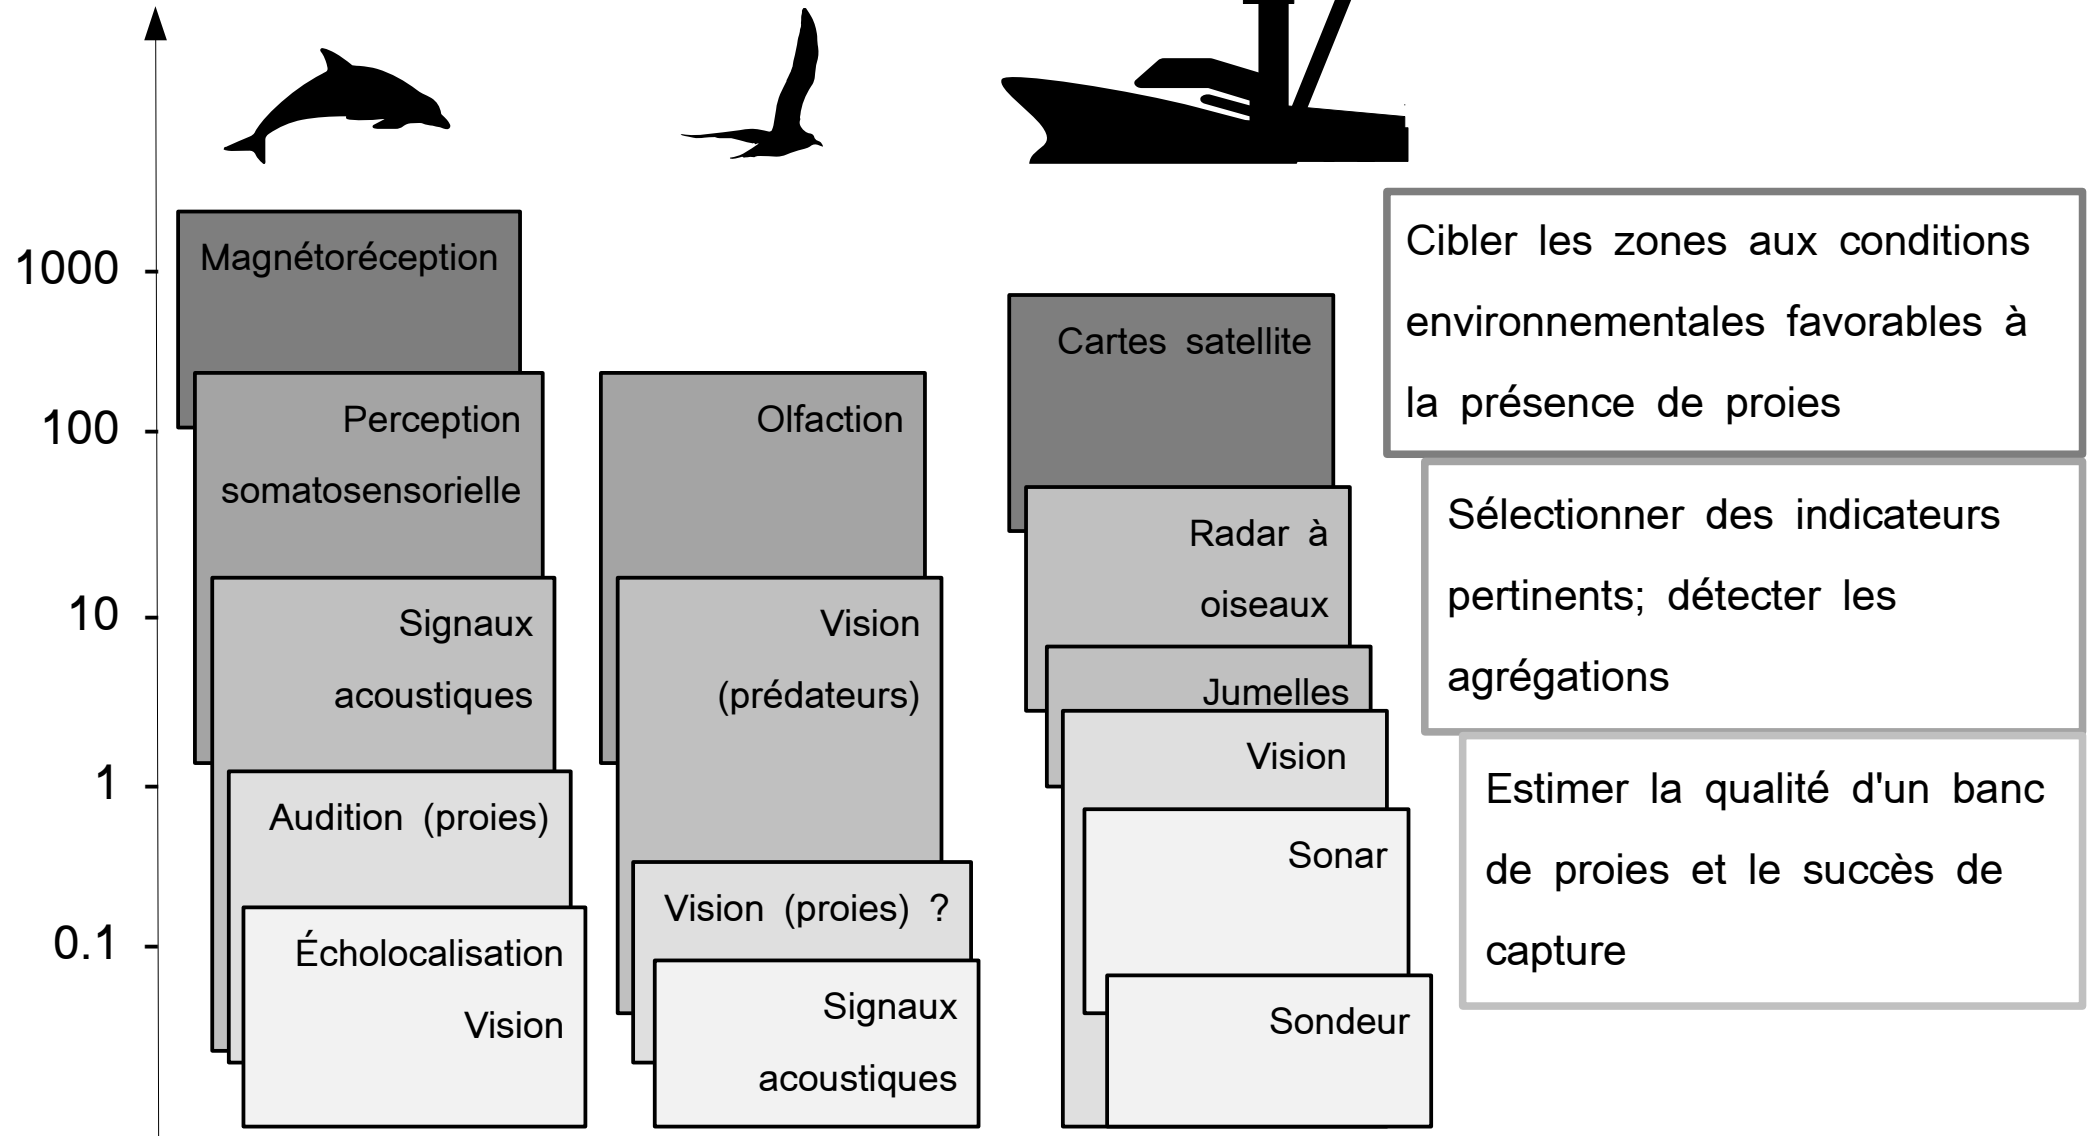 1000
100
10
1
0.1
Magnétoréception
Perception
somatosensorielle
Signaux
acoustiques
Audition (proies)
Écholocalisation
Vision
Olfaction
Vision
(prédateurs)
Vision (proies) ?
Signaux
acoustiques
Cartes satellite
Radar à
oiseaux
Jumelles
Vision
Sonar
Sondeur
Cibler les zones aux conditions
environnementales favorables à
la présence de proies
Sélectionner des indicateurs
pertinents; détecter les
agrégations
Estimer la qualité d'un banc
de proies et le succès de
capture